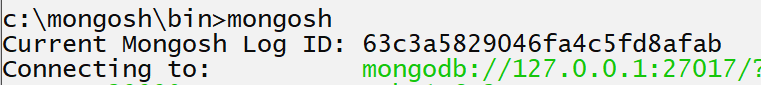 c:\mongosh\bin>mongosh
Current Mongosh Log ID: 63c3a5829046fa4c5fd8afab
Connecting to: mongodb://127.0.0.1:27017/?